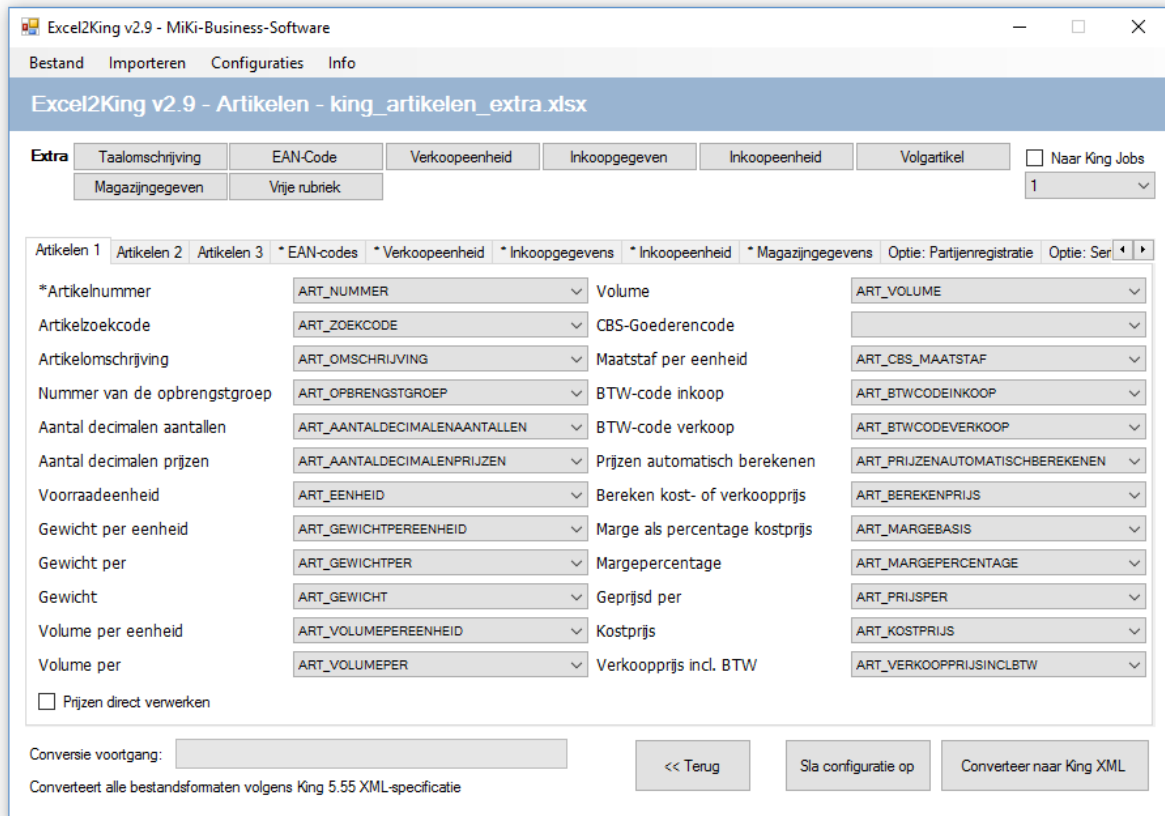 Excel2King v2.9 - MiKi-Business-Software
Bestand Importeren Configuraties Info
Excel2King v2.9 - Artikelen - king_artikelen_extra.xlsx
Extra Taalomschrijving EAN-Code Verkoopeenheid Inkoopgegeven Inkoopeenheid Volgartikel Naar King Jobs
Magazijngegeven Vrije rubriek 1
Artikelen 1 Artikelen 2 Artikelen 3 * EAN-codes * Verkoopeenheid * Inkoopgegevens * Inkoopeenheid * Magazijngegevens Optie: Partijenregistratie Optie: Ser
*Artikelnummer ART_NUMMER Volume ART_VOLUME
Artikelzoekcode ART_ZOEKCODE CBS-Goederencode
Artikelomschrijving ART_OMSCHRIJVING Maatstaf per eenheid ART_CBS_MAATSTAF
Nummer van de opbrengstgroep ART_OPBRENGSTGROEP BTW-code inkoop ART_BTWCODEINKOOP
Aantal decimalen aantallen ART_AANTALDECIMALENAANTALLEN BTW-code verkoop ART_BTWCODEVERKOOP
Aantal decimalen prijzen ART_AANTALDECIMALENPRIJZEN Prijzen automatisch berekenen ART_PRIJZENAUTOMATISCHBEREKENEN
Voorraadeenheid ART_EENHEID Bereken kost- of verkoopprijs ART_BEREKENPRIJS
Gewicht per eenheid ART_GEWICHTPEREENHEID Marge als percentage kostprijs ART_MARGEBASIS
Gewicht per ART_GEWICHTPER Margepercentage ART_MARGEPERCENTAGE
Gewicht ART_GEWICHT Geprijsd per ART_PRIJSPER
Volume per eenheid ART_VOLUMEPEREENHEID Kostprijs ART_KOSTPRIJS
Volume per ART_VOLUMEPER Verkoopprijs incl. BTW ART_VERKOOPPRIJSINCLBTW
Prijzen direct verwerken
Conversie voortgang: << Terug Sla configuratie op Converteer naar King XML
Converteert alle bestandsformaten volgens King 5.55 XML-specificatie